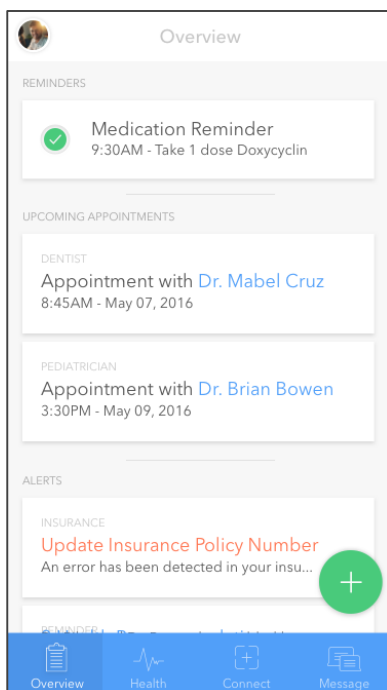 Overview
REMINDERS
Medication Reminder
9:30AM - Take 1 dose Doxycyclin
UPCOMING APPOINTMENTS
DENTIST
Appointment with Dr. Mabel Cruz
8:45AM - May 07, 2016
PEDIATRICIAN
Appointment with Dr. Brian Bowen
3:30PM - May 09, 2016
ALERTS
INSURANCE
Update Insurance Policy Number
An error has been detected in your insu...
REMINDER
Overview Health Connect Message